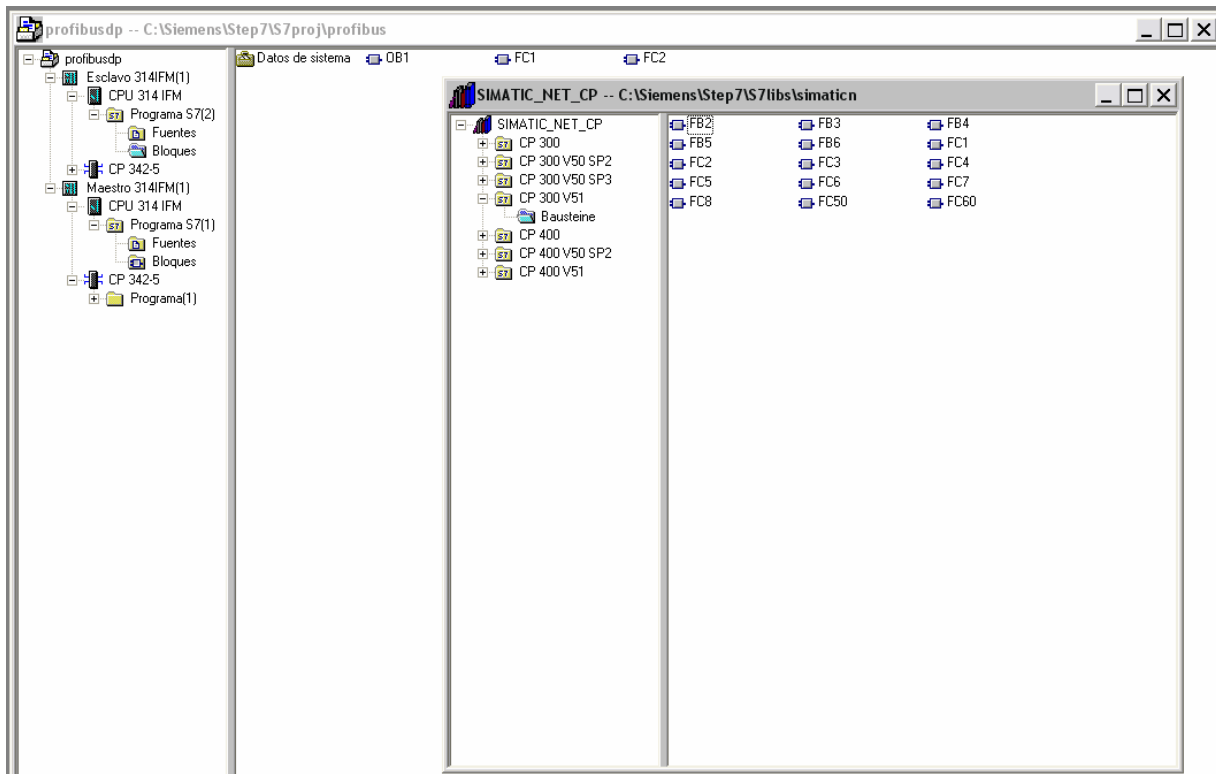 profibusdp -- C:\Siemens\Step7\S7proj\profibus
profibusdp
Esclavo 314IFM(1)
CPU 314 IFM
Programa S7(2)
Fuentes
Bloques
CP 342-5
Maestro 314IFM(1)
CPU 314 IFM
Programa S7(1)
Fuentes
Bloques
CP 342-5
Programa(1)
Datos de sistema OB1 FC1 FC2
SIMATIC_NET_CP -- C:\Siemens\Step7\S7libs\simaticn
SIMATIC_NET_CP
CP 300
CP 300 V50 SP2
CP 300 V50 SP3
CP 300 V51
Bausteine
CP 400
CP 400 V50 SP2
CP 400 V51
FB2 FB3 FB4
FB5 FB6 FC1
FC2 FC3 FC4
FC5 FC6 FC7
FC8 FC50 FC60